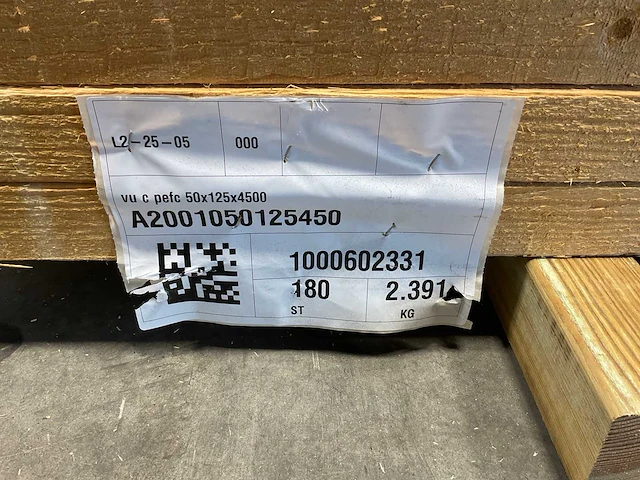 L2-25-05 000
vu c pefc 50x125x4500
A2001050125450
1000602331
180 2.391
ST KG